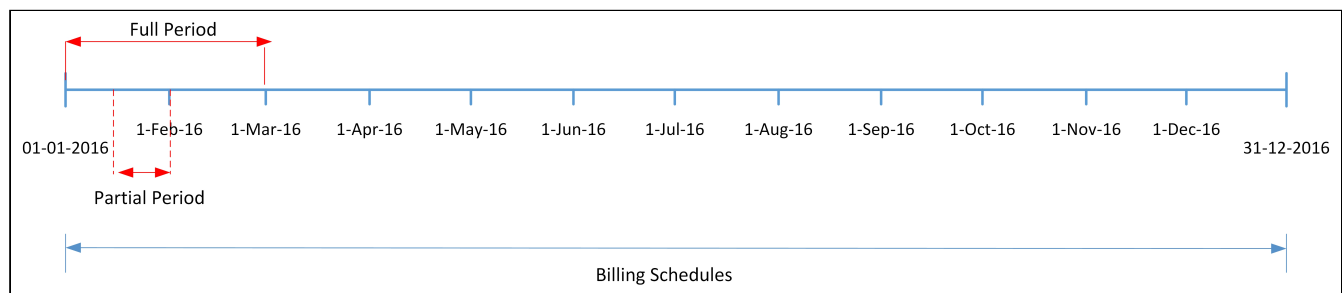 Full Period
1-Feb-16 1-Mar-16 1-Apr-16 1-May-16 1-Jun-16 1-Jul-16 1-Aug-16 1-Sep-16 1-Oct-16 1-Nov-16 1-Dec-16
01-01-2016 31-12-2016
Partial Period
Billing Schedules